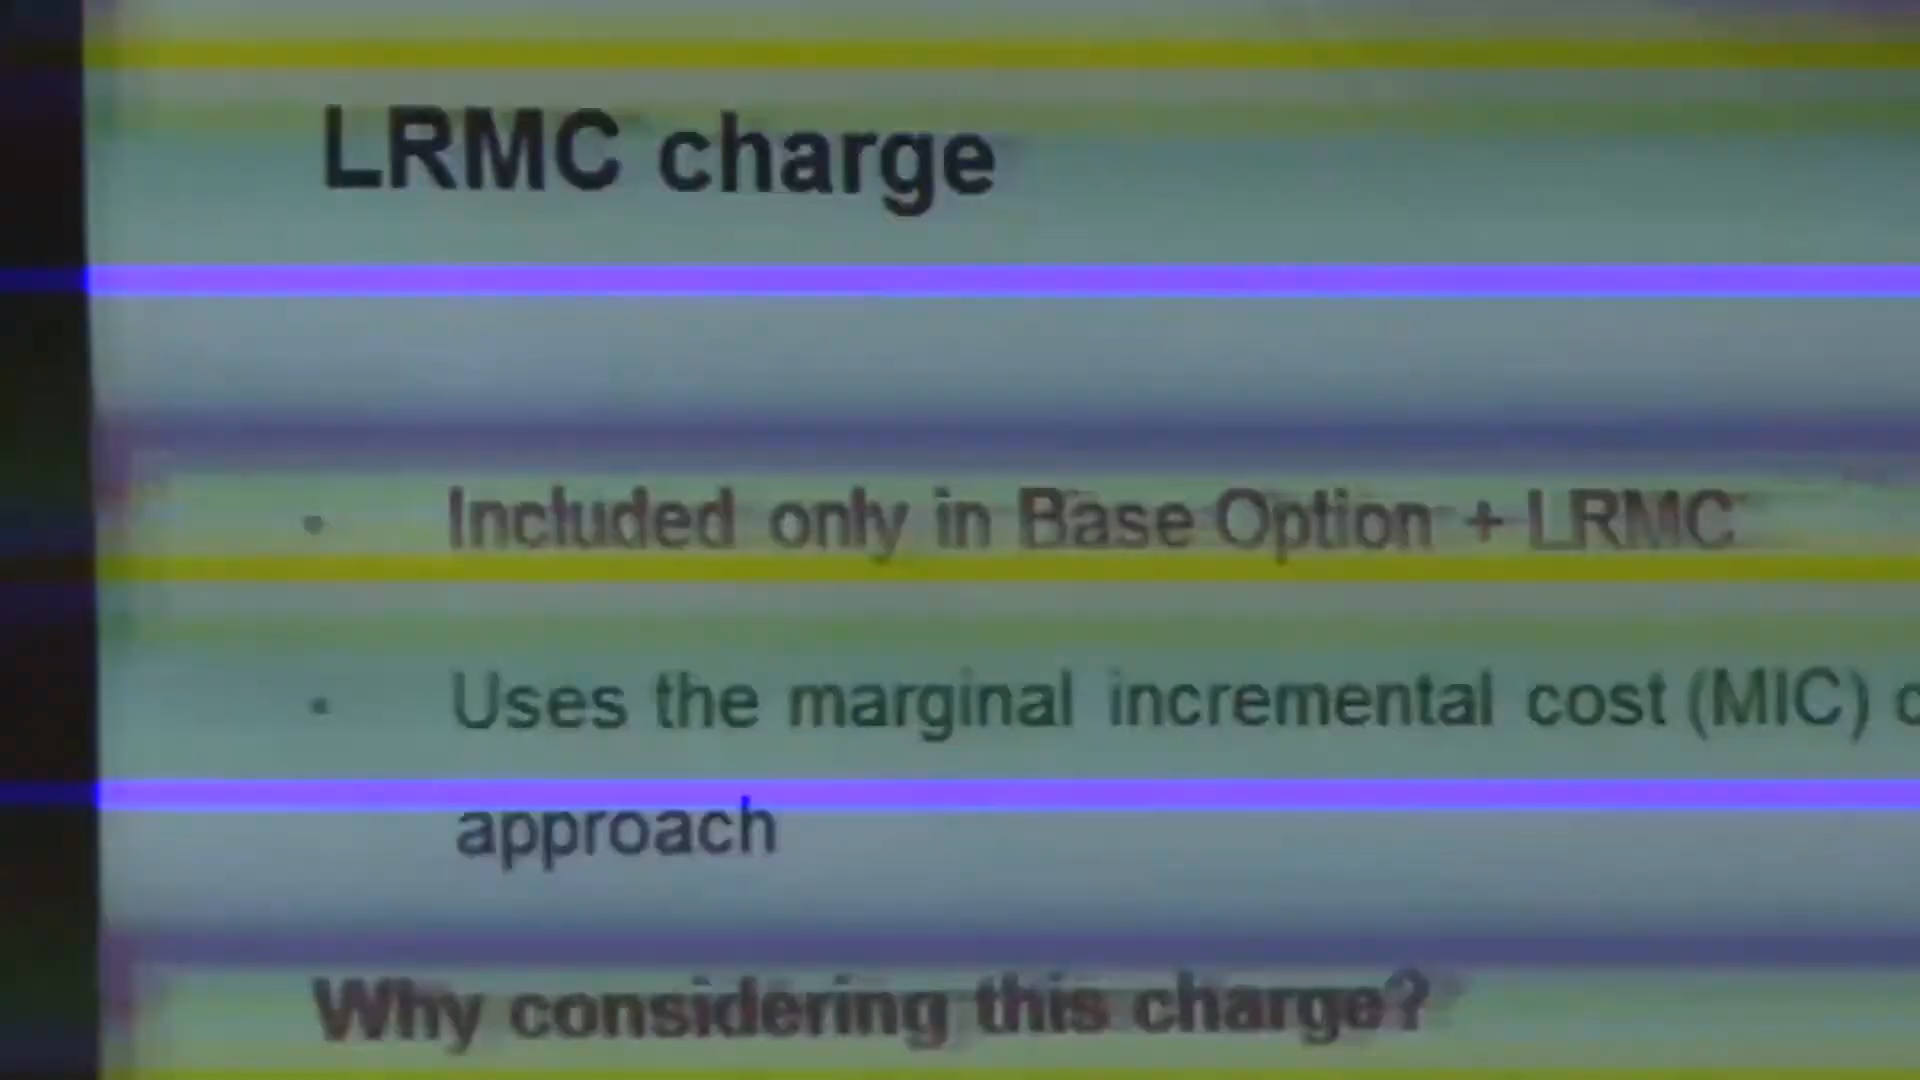 LRMC charge
• Included only in Base Option + LRMC
• Uses the marginal incremental cost (MIC)
approach
Why considering this charge?